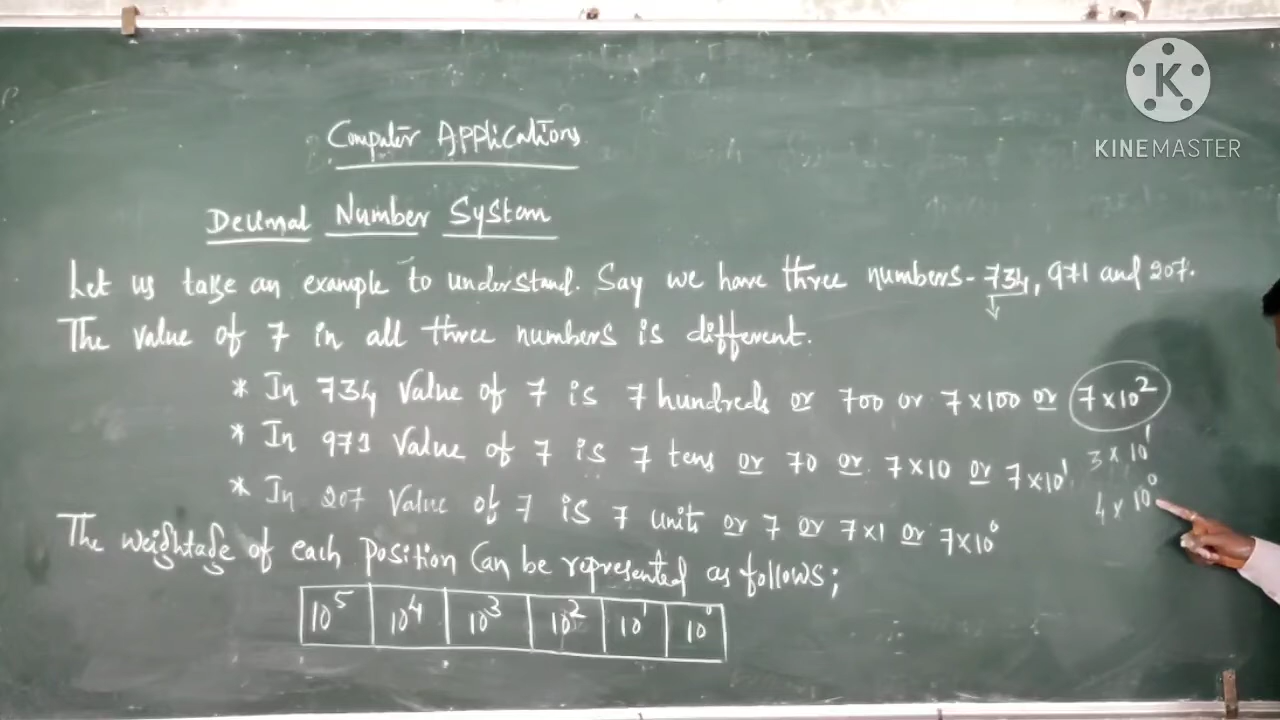 K
KINEMASTER
Computer Applications
Decimal Number System
Let us take an example to understand. Say we have three numbers - 734, 971 and 207.
The value of 7 in all three numbers is different.
* In 734 Value of 7 is 7 hundreds or 700 or 7×100 or 7×10²
* In 971 Value of 7 is 7 tens or 70 or 7×10 or 7×10¹
* In 207 Value of 7 is 7 units or 7 or 7×1 or 7×10⁰
3×10¹
4×10⁰
The weightage of each position can be represented as follows;
10⁵ 10⁴ 10³ 10² 10¹ 10⁰